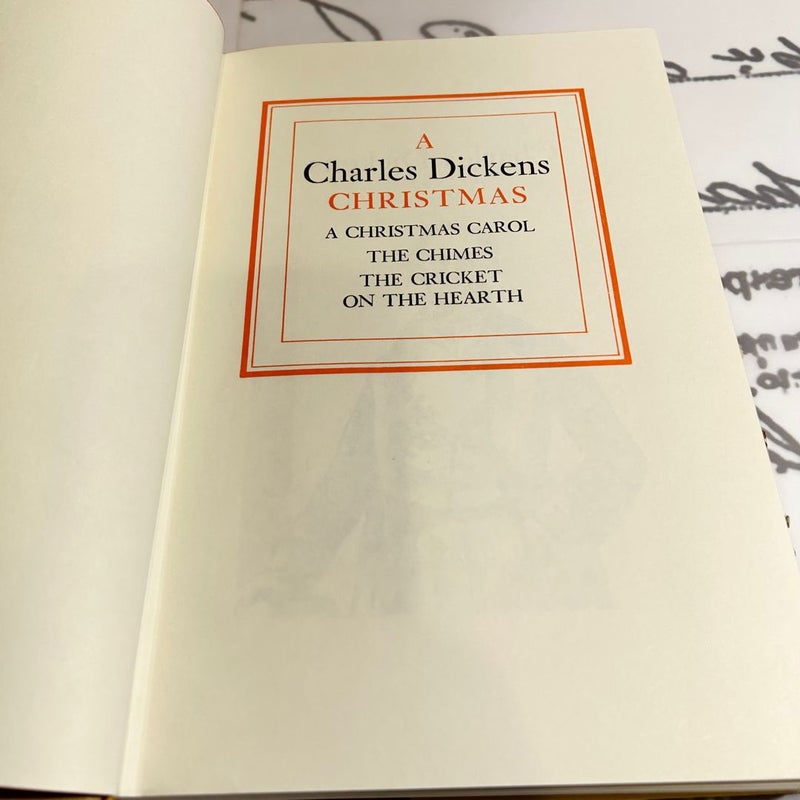 A
Charles Dickens
CHRISTMAS
A CHRISTMAS CAROL
THE CHIMES
THE CRICKET
ON THE HEARTH